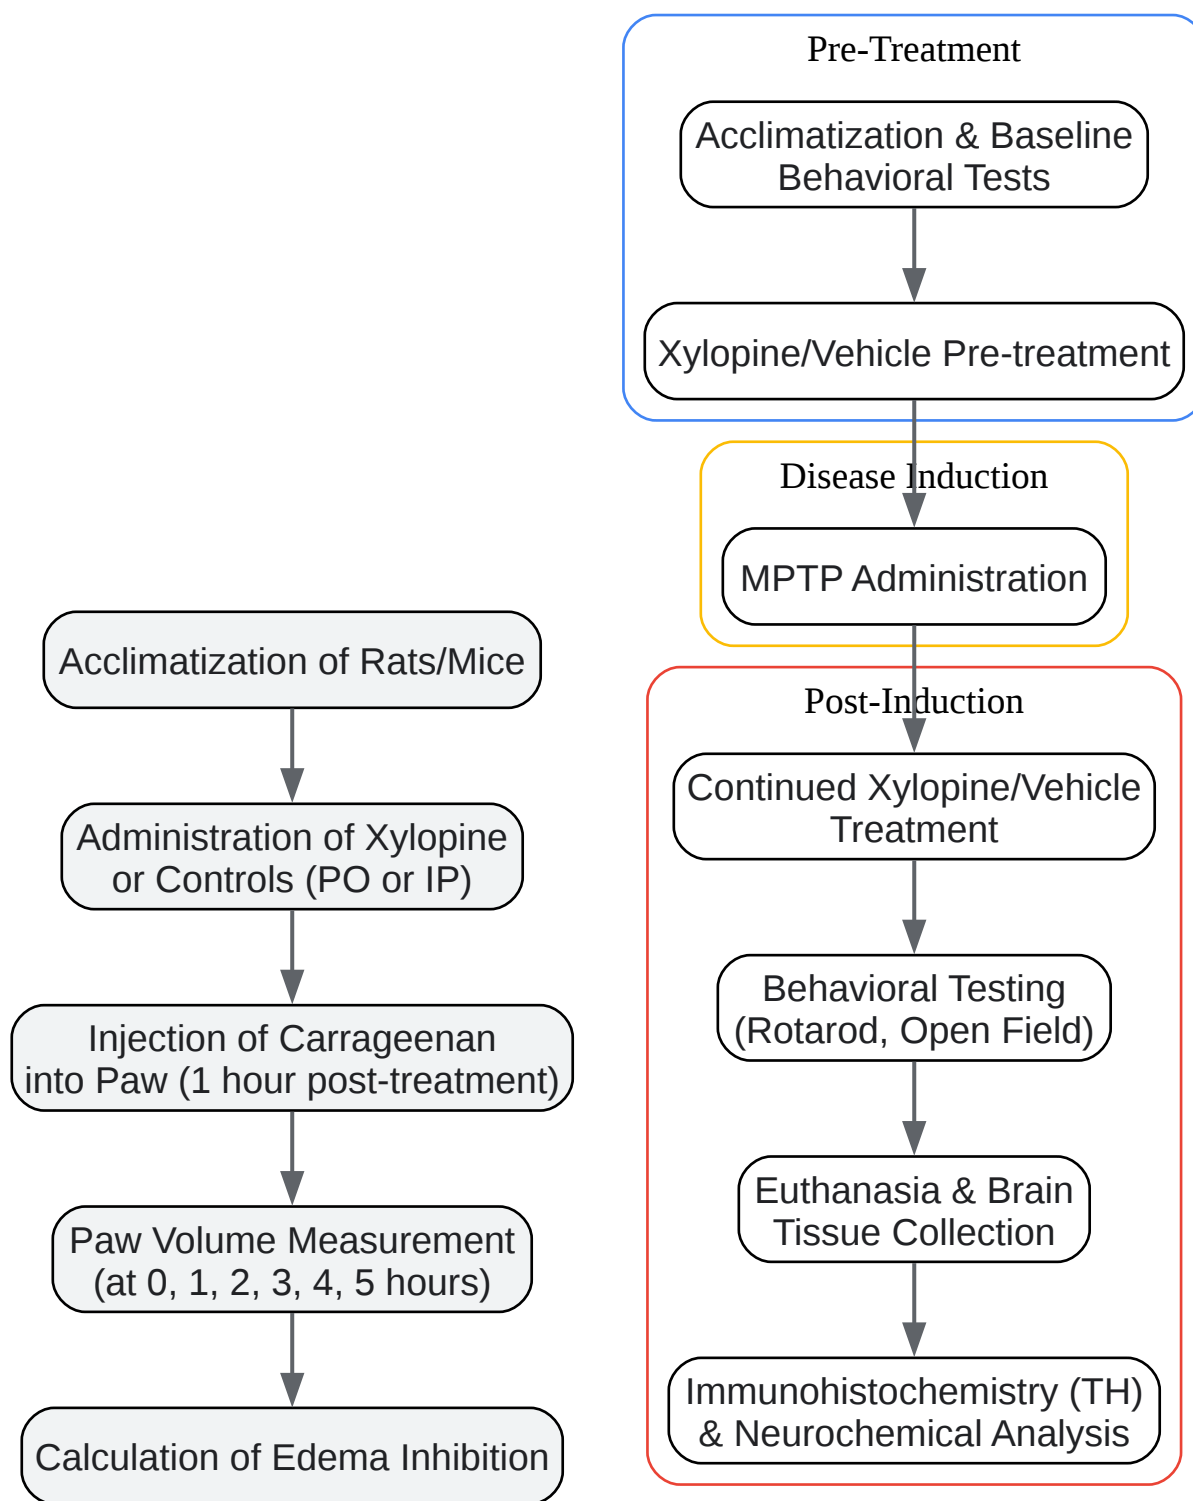 Pre-Treatment
Acclimatization & Baseline
Behavioral Tests
Xylopine/Vehicle Pre-treatment
Disease Induction
MPTP Administration
Post-Induction
Continued Xylopine/Vehicle
Treatment
Behavioral Testing
(Rotarod, Open Field)
Euthanasia & Brain
Tissue Collection
Immunohistochemistry (TH)
& Neurochemical Analysis
Acclimatization of Rats/Mice
Administration of Xylopine
or Controls (PO or IP)
Injection of Carrageenan
into Paw (1 hour post-treatment)
Paw Volume Measurement
(at 0, 1, 2, 3, 4, 5 hours)
Calculation of Edema Inhibition